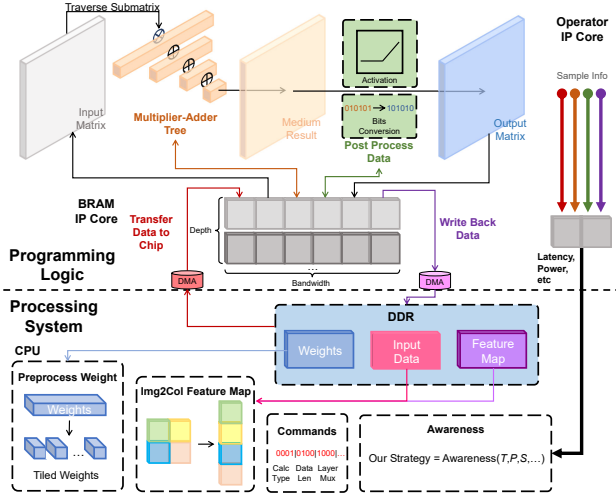 Traverse Submatrix
Operator
IP Core
Sample Info
Input
Matrix
Multiplier-Adder
Tree
Medium
Result
Activation
010101 → 101010
Bits
Conversion
Post Process
Data
Output
Matrix
BRAM
IP Core
Transfer
Data to
Chip
Depth
...
Bandwidth
Write Back
Data
Latency,
Power,
etc
Programming
Logic
DMA
DMA
Processing
System
DDR
Weights
Input
Data
Feature
Map
CPU
Preprocess Weight
Weights
...
Tiled Weights
Img2Col Feature Map
Commands
0001|0100|1000|...
Calc Data Layer
Type Len Mux
Awareness
Our Strategy = Awareness(T,P,S,...)